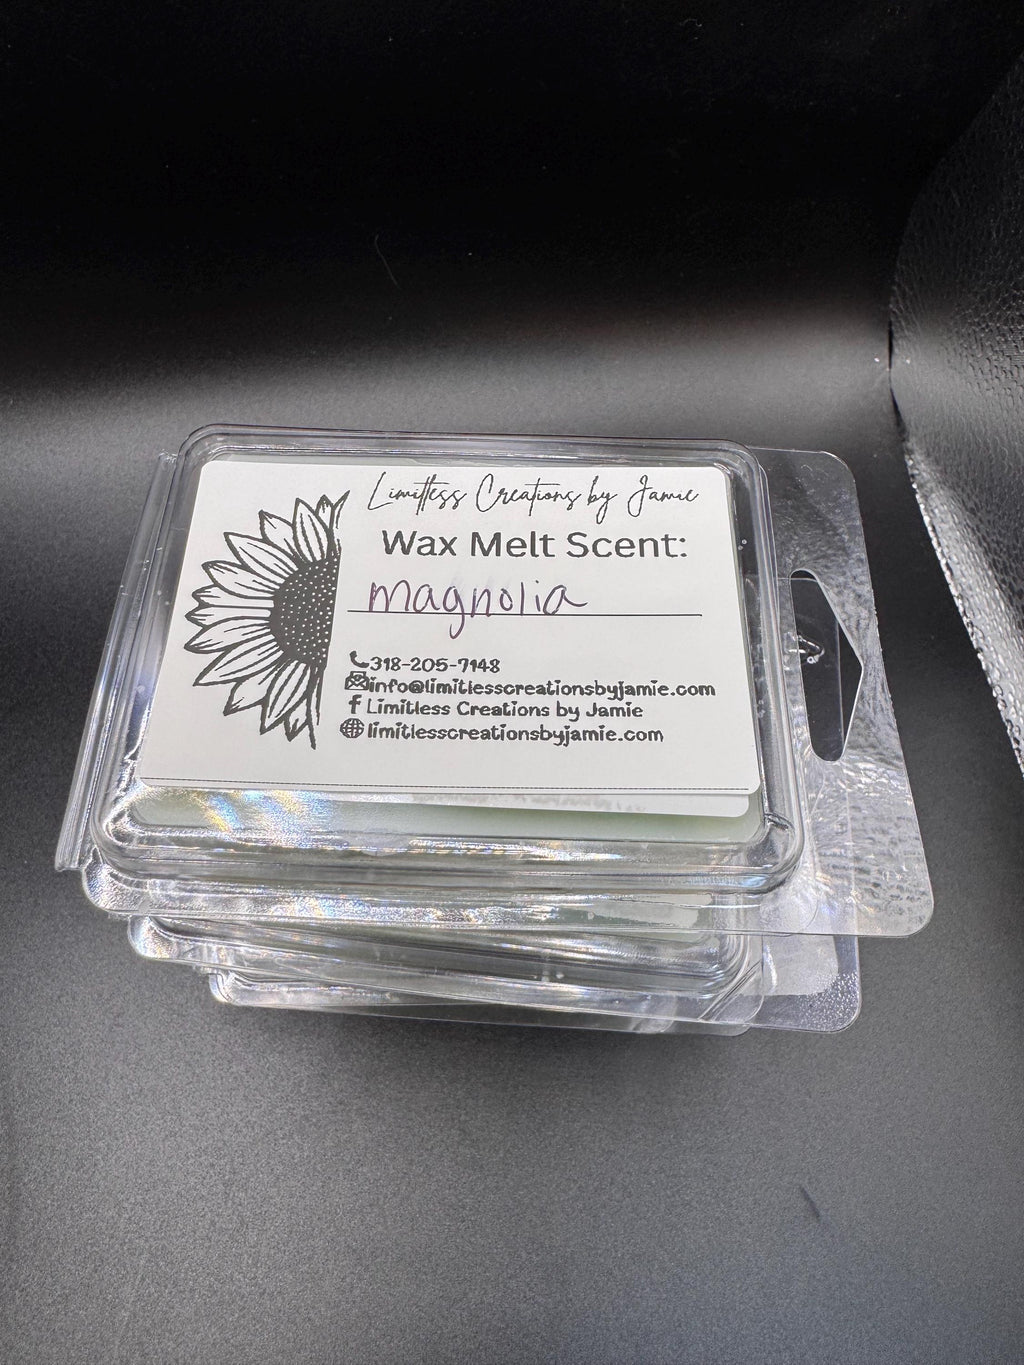 Limitless Creations by Jamie
Wax Melt Scent:
magnolia
318-205-7148
info@limitlesscreationsbyjamie.com
Limitless Creations by Jamie
limitlesscreationsbyjamie.com